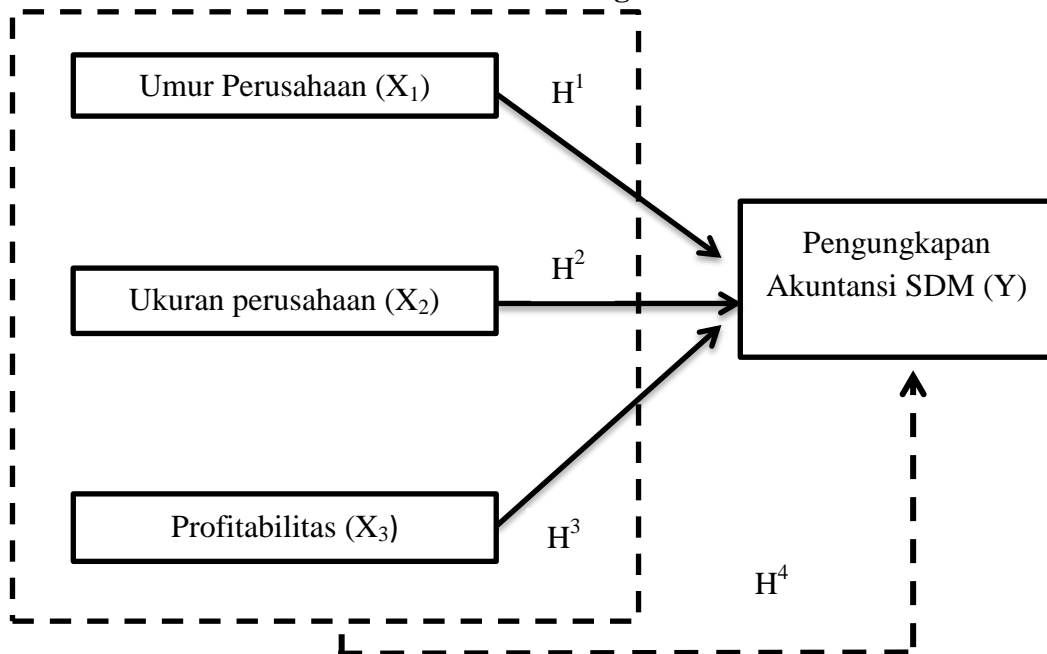 Umur Perusahaan (X₁)
H¹
Pengungkapan
Akuntansi SDM (Y)
H²
Ukuran perusahaan (X₂)
Profitabilitas (X₃)
H³
H⁴